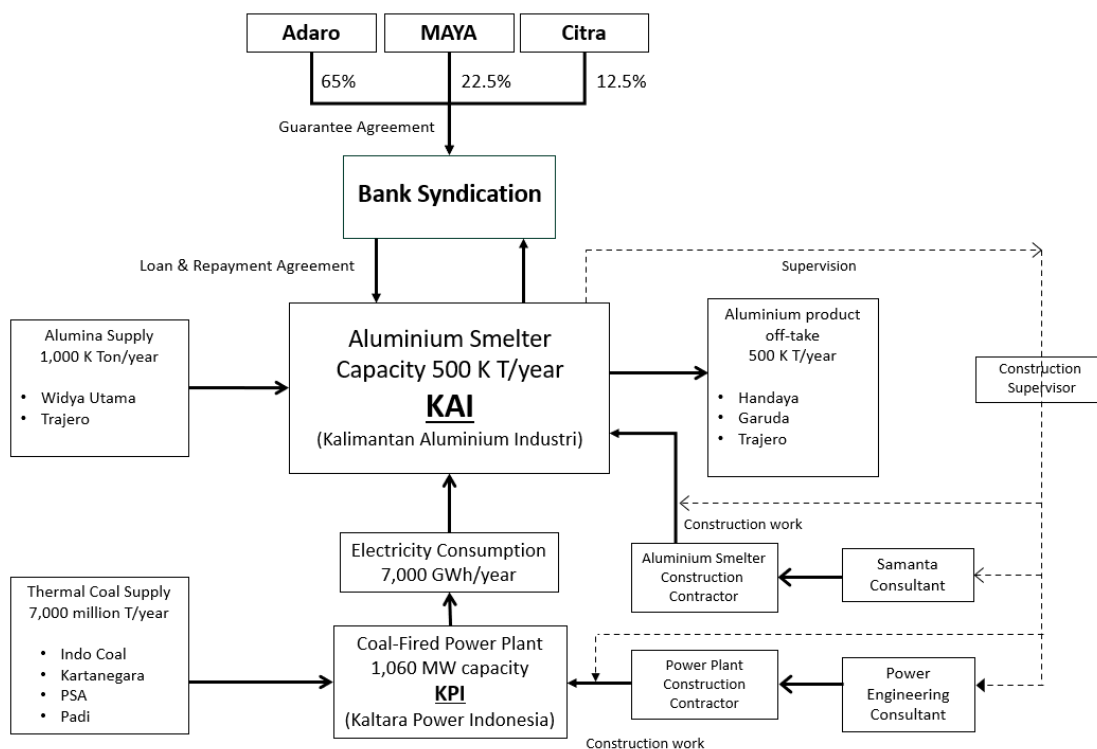 Adaro
MAYA
Citra
65%
22.5%
12.5%
Guarantee Agreement
Bank Syndication
Loan & Repayment Agreement
Supervision
Alumina Supply
1,000 K Ton/year
• Widya Utama
• Trajero
Aluminium Smelter
Capacity 500 K T/year
KAI
(Kalimantan Aluminium Industri)
Aluminium product
off-take
500 K T/year
• Handaya
• Garuda
• Trajero
Construction
Supervisor
Construction work
Electricity Consumption
7,000 GWh/year
Aluminium Smelter
Construction
Contractor
Samanta
Consultant
Thermal Coal Supply
7,000 million T/year
• Indo Coal
• Kartanegara
• PSA
• Padi
Coal-Fired Power Plant
1,060 MW capacity
KPI
(Kaltara Power Indonesia)
Power Plant
Construction
Contractor
Power
Engineering
Consultant
Construction work